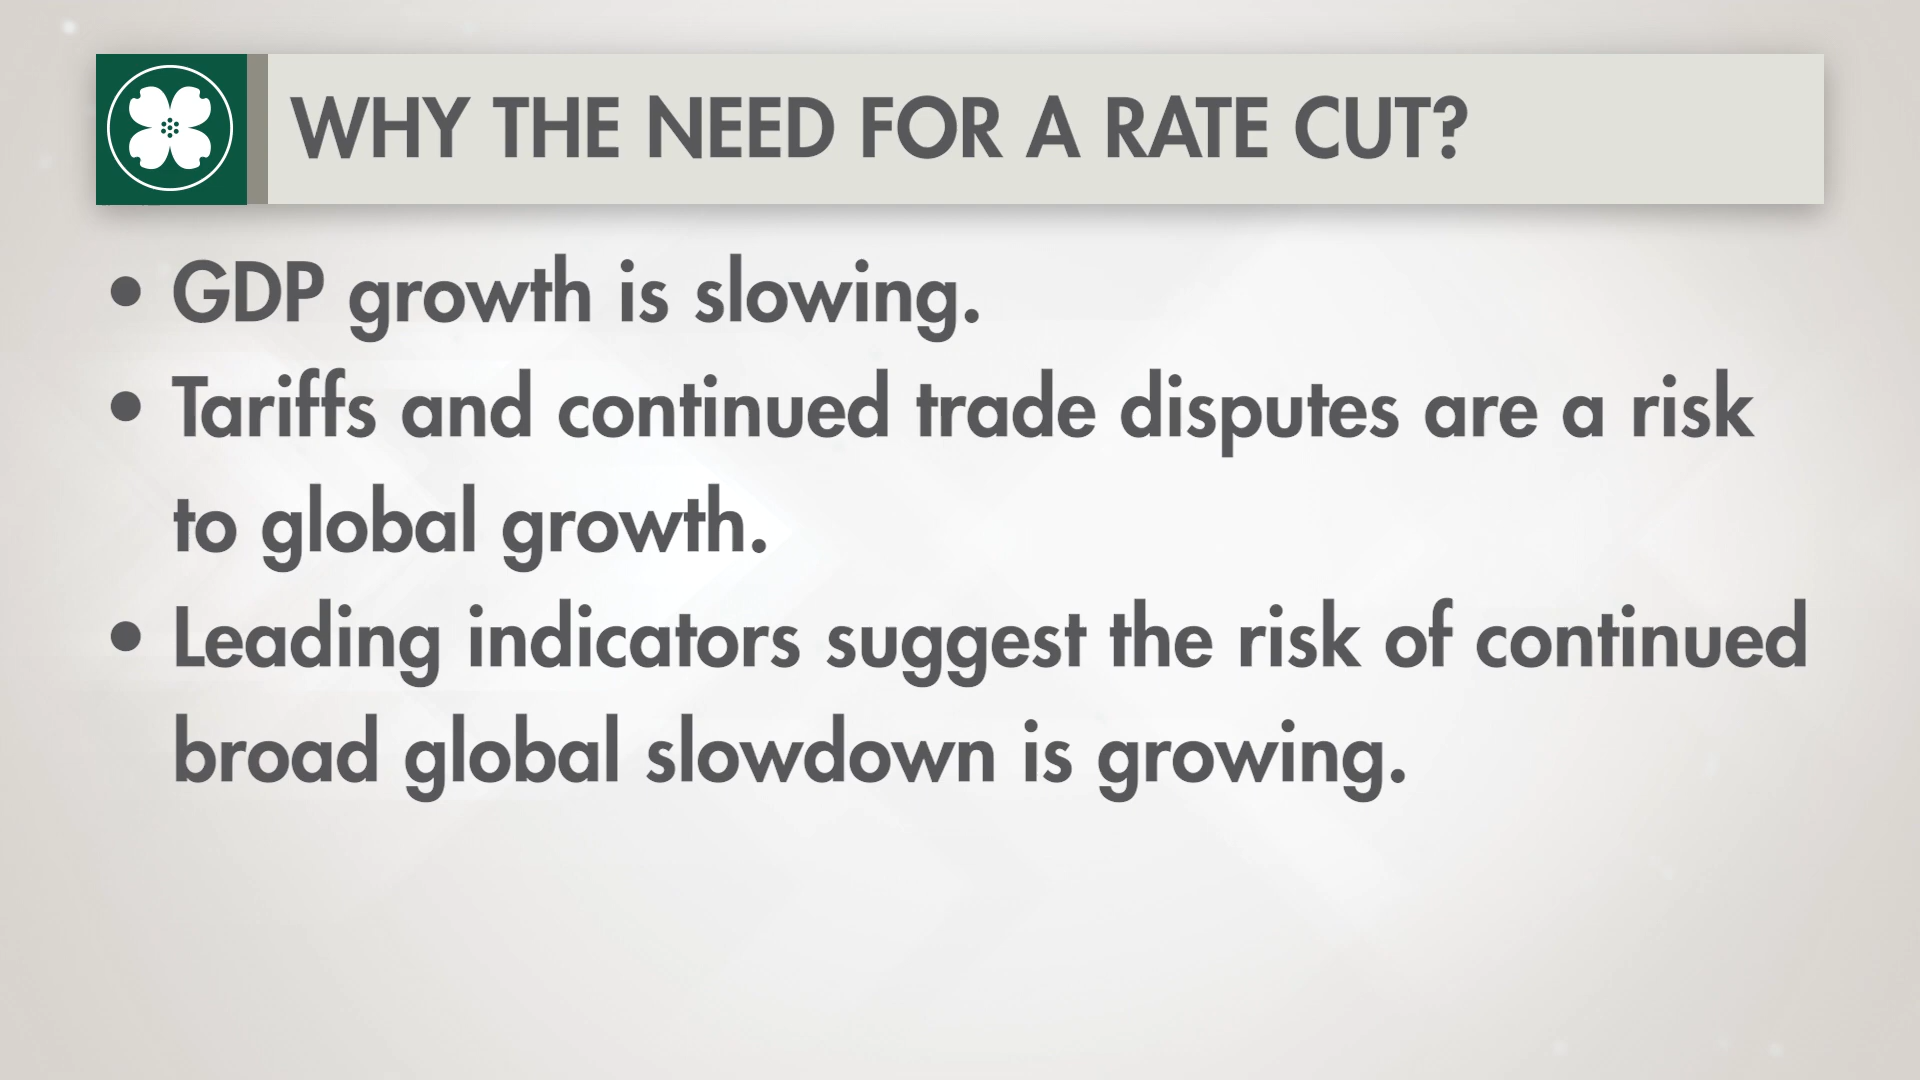 WHY THE NEED FOR A RATE CUT?
• GDP growth is slowing.
• Tariffs and continued trade disputes are a risk
to global growth.
• Leading indicators suggest the risk of continued
broad global slowdown is growing.